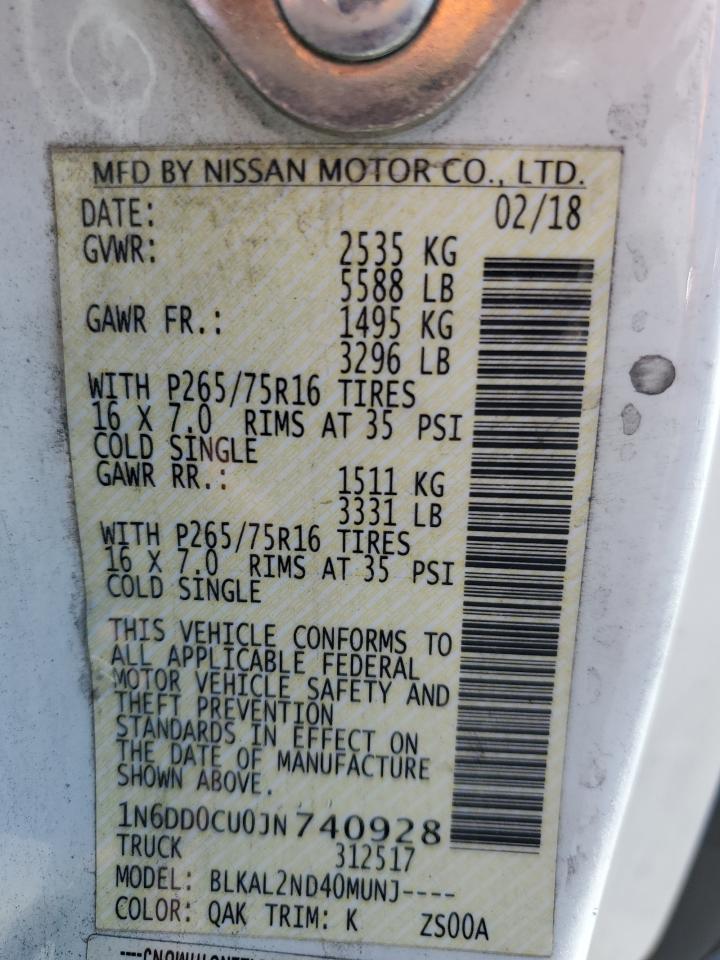 MFD BY NISSAN MOTOR CO., LTD.
DATE: 02/18
GVWR: 2535 KG
5588 LB
GAWR FR.: 1495 KG
3296 LB
WITH P265/75R16 TIRES
16 X 7.0 RIMS AT 35 PSI
COLD SINGLE
GAWR RR.: 1511 KG
3331 LB
WITH P265/75R16 TIRES
16 X 7.0 RIMS AT 35 PSI
COLD SINGLE
THIS VEHICLE CONFORMS TO
ALL APPLICABLE FEDERAL
MOTOR VEHICLE SAFETY AND
THEFT PREVENTION
STANDARDS IN EFFECT ON
THE DATE OF MANUFACTURE
SHOWN ABOVE.
1N6DD0CU0JN740928
TRUCK 312517
MODEL: BLKAL2ND40MUNJ----
COLOR: QAK TRIM: K ZS00A